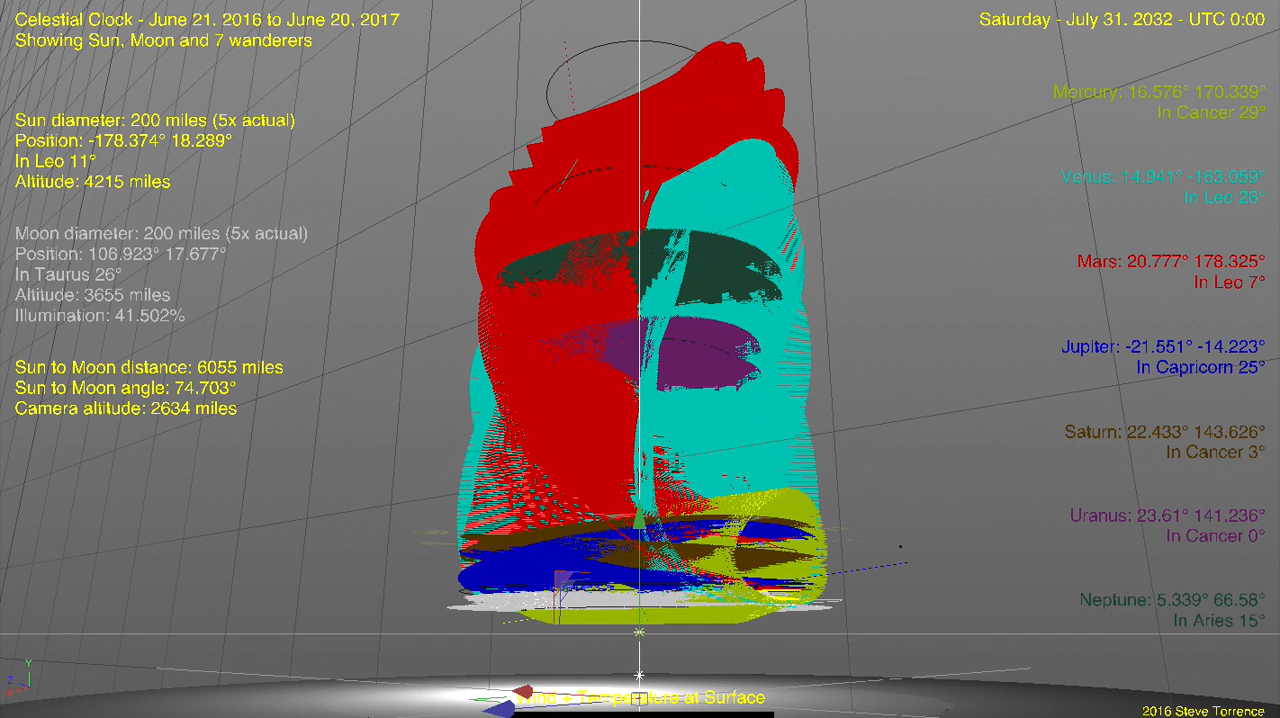 Celestial Clock - June 21. 2016 to June 20, 2017
Showing Sun, Moon and 7 wanderers
Saturday - July 31. 2032 - UTC 0:00
Sun diameter: 200 miles (5x actual)
Position: -178.374° 18.289°
In Leo 11°
Altitude: 4215 miles
Moon diameter: 200 miles (5x actual)
Position: 106.923° 17.677°
In Taurus 26°
Altitude: 3655 miles
Illumination: 41.502%
Sun to Moon distance: 6055 miles
Sun to Moon angle: 74.703°
Camera altitude: 2634 miles
Mercury: 16.576° 170.339°
In Cancer 29°
Venus: 14.941° -163.059°
In Leo 26°
Mars: 20.777° 178.325°
In Leo 7°
Jupiter: -21.551° -14.223°
In Capricorn 25°
Saturn: 22.433° 143.626°
In Cancer 3°
Uranus: 23.61° 141.236°
In Cancer 0°
Neptune: 5.339° 66.58°
In Aries 15°
Y
Z
X
Wind + Temperature at Surface
2016 Steve Torrence